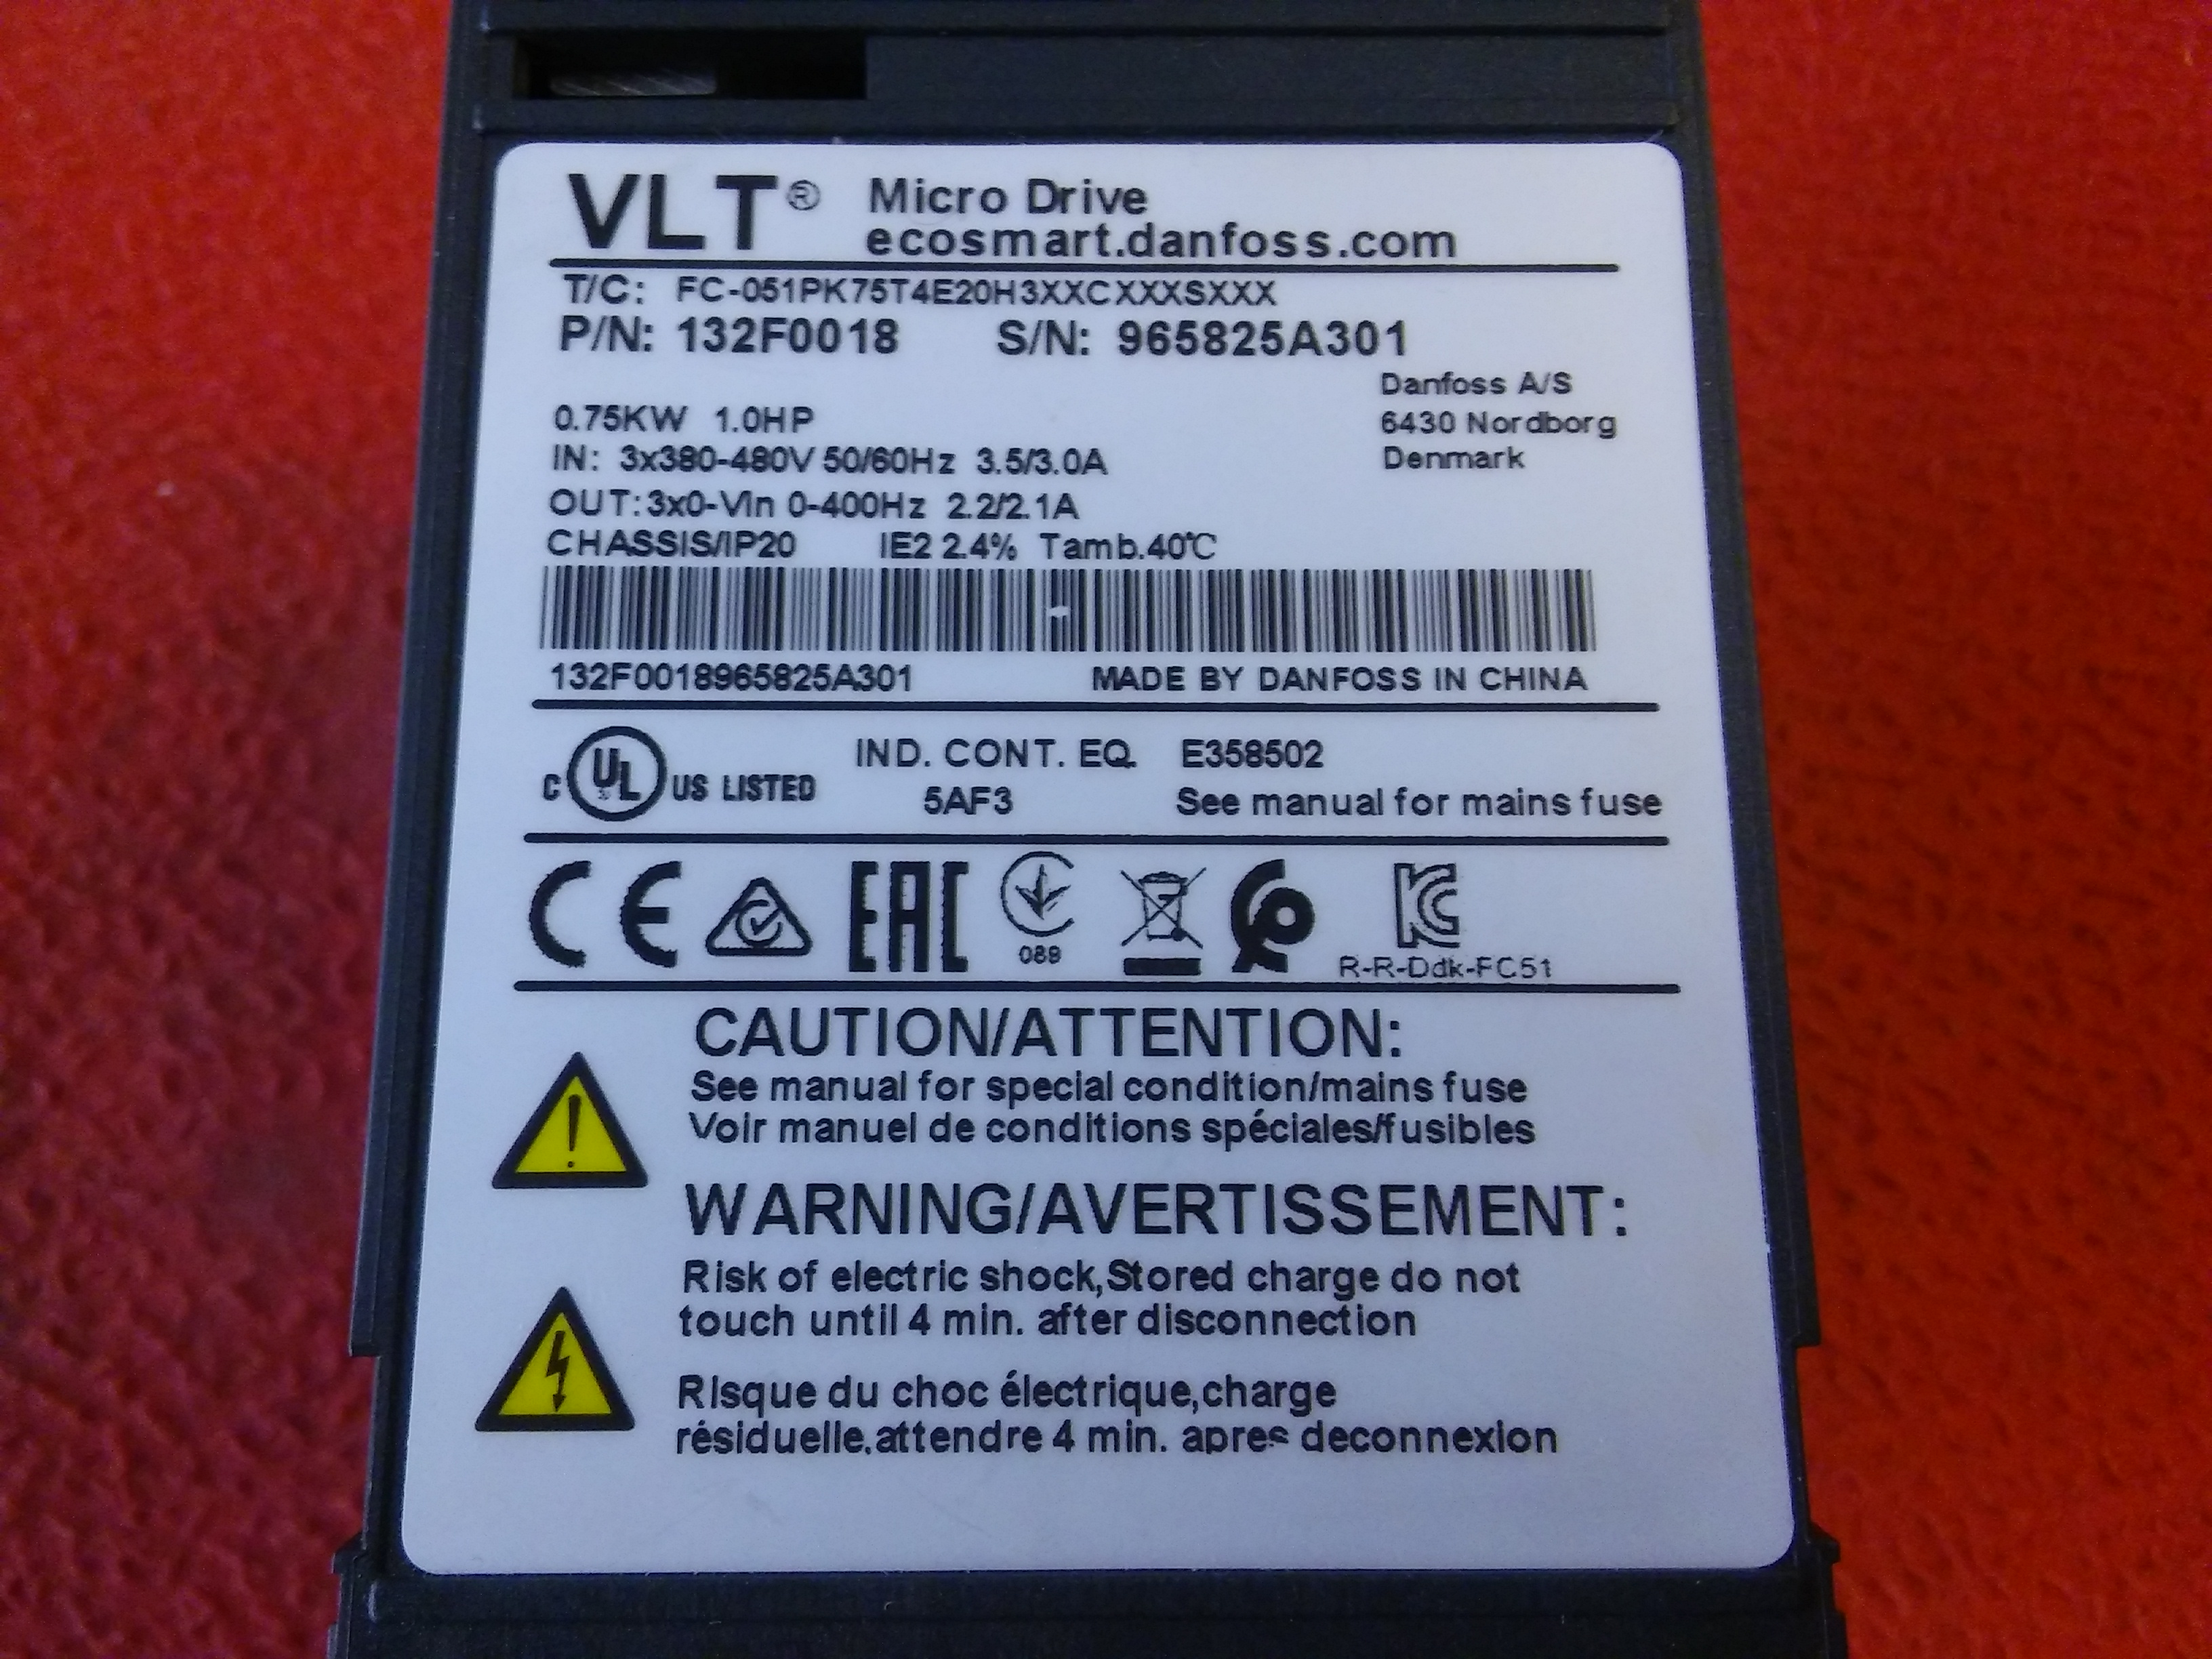 VLT® Micro Drive
ecosmart.danfoss.com
T/C: FC-051PK75T4E20H3XXCXXXSXXX
P/N: 132F0018 S/N: 965825A301
Danfoss A/S
0.75KW 1.0HP 6430 Nordborg
IN: 3x380-480V 50/60Hz 3.5/3.0A Denmark
OUT:3x0-Vin 0-400Hz 2.2/2.1A
CHASSIS/IP20 IE2 2.4% Tamb.40℃
132F0018965825A301 MADE BY DANFOSS IN CHINA
C UL US LISTED IND. CONT. EQ. E358502
5AF3 See manual for mains fuse
CE EAC 089 KC
R-R-Ddk-FC51
CAUTION/ATTENTION:
See manual for special condition/mains fuse
Voir manuel de conditions spéciales/fusibles
WARNING/AVERTISSEMENT:
Risk of electric shock,Stored charge do not
touch until 4 min. after disconnection
Risque du choc électrique,charge
résiduelle,attendre 4 min. apres deconnexion